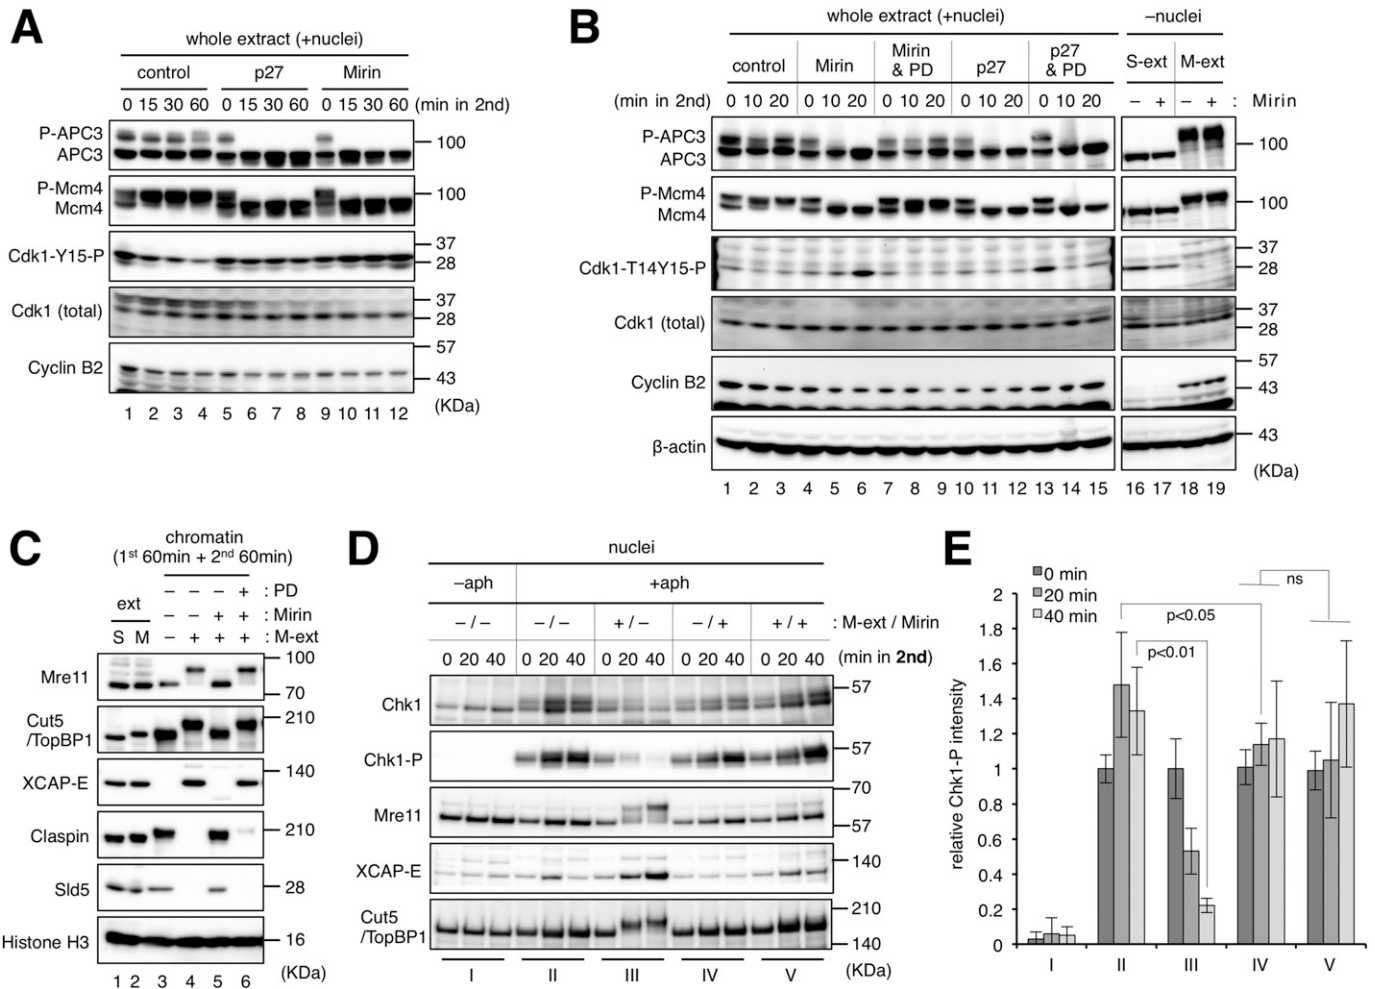 A
whole extract (+nuclei)
control p27 Mirin
0 15 30 60 0 15 30 60 0 15 30 60 (min in 2nd)
P-APC3
APC3
100
P-Mcm4
Mcm4
100
Cdk1-Y15-P
37
28
Cdk1 (total)
37
28
Cyclin B2
57
43
(KDa)
1 2 3 4 5 6 7 8 9 10 11 12
B
whole extract (+nuclei) –nuclei
control Mirin Mirin & PD p27 p27 & PD S-ext M-ext
(min in 2nd) 0 10 20 0 10 20 0 10 20 0 10 20 0 10 20 – + – + : Mirin
P-APC3
APC3
100
P-Mcm4
Mcm4
100
Cdk1-T14Y15-P
37
28
Cdk1 (total)
37
28
Cyclin B2
57
43
β-actin
43
(KDa)
1 2 3 4 5 6 7 8 9 10 11 12 13 14 15 16 17 18 19
C
chromatin
(1st 60min + 2nd 60min)
– – – + : PD
ext – – + + : Mirin
S M – + + + : M-ext
Mre11
100
70
Cut5
/TopBP1
210
XCAP-E
140
Claspin
210
Sld5
28
Histone H3
16
(KDa)
1 2 3 4 5 6
D
nuclei
–aph +aph
– / – – / – + / – – / + + / + : M-ext / Mirin
0 20 40 0 20 40 0 20 40 0 20 40 0 20 40 (min in 2nd)
Chk1
57
Chk1-P
57
Mre11
70
57
XCAP-E
140
Cut5
/TopBP1
210
140
(KDa)
I II III IV V
E
0 min
20 min
40 min
ns
p<0.05
p<0.01
relative Chk1-P intensity
2
1.8
1.6
1.4
1.2
1
0.8
0.6
0.4
0.2
0
I II III IV V